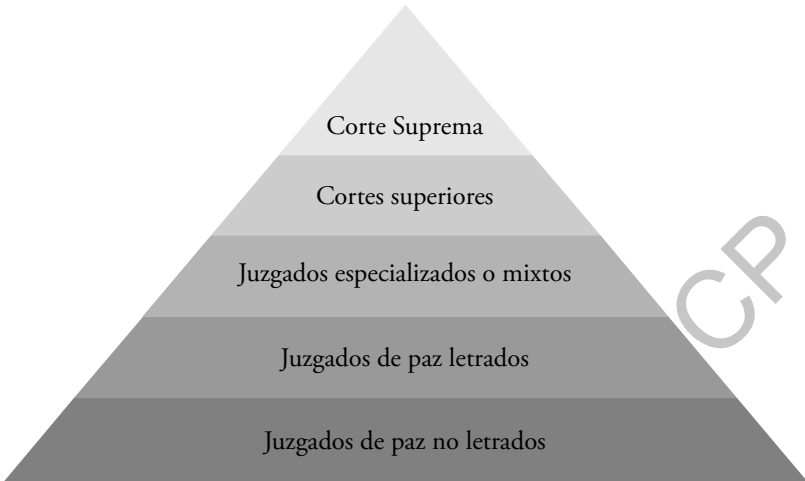 Corte Suprema
Cortes superiores
Juzgados especializados o mixtos
Juzgados de paz letrados
Juzgados de paz no letrados
CP